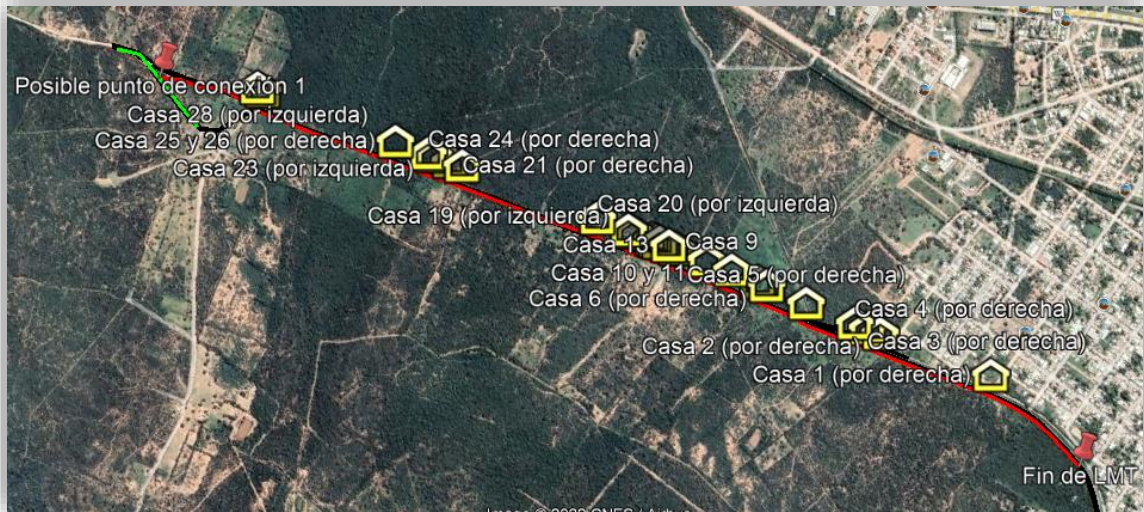 Posible punto de conexión 1
Casa 28 (por izquierda)
Casa 25 y 26 (por derecha)
Casa 24 (por derecha)
Casa 23 (por izquierda)
Casa 21 (por derecha)
Casa 19 (por izquierda)
Casa 20 (por izquierda)
Casa 13
Casa 9
Casa 10 y 11
Casa 5 (por derecha)
Casa 6 (por derecha)
Casa 4 (por derecha)
Casa 2 (por derecha)
Casa 3 (por derecha)
Casa 1 (por derecha)
Fin de LMT